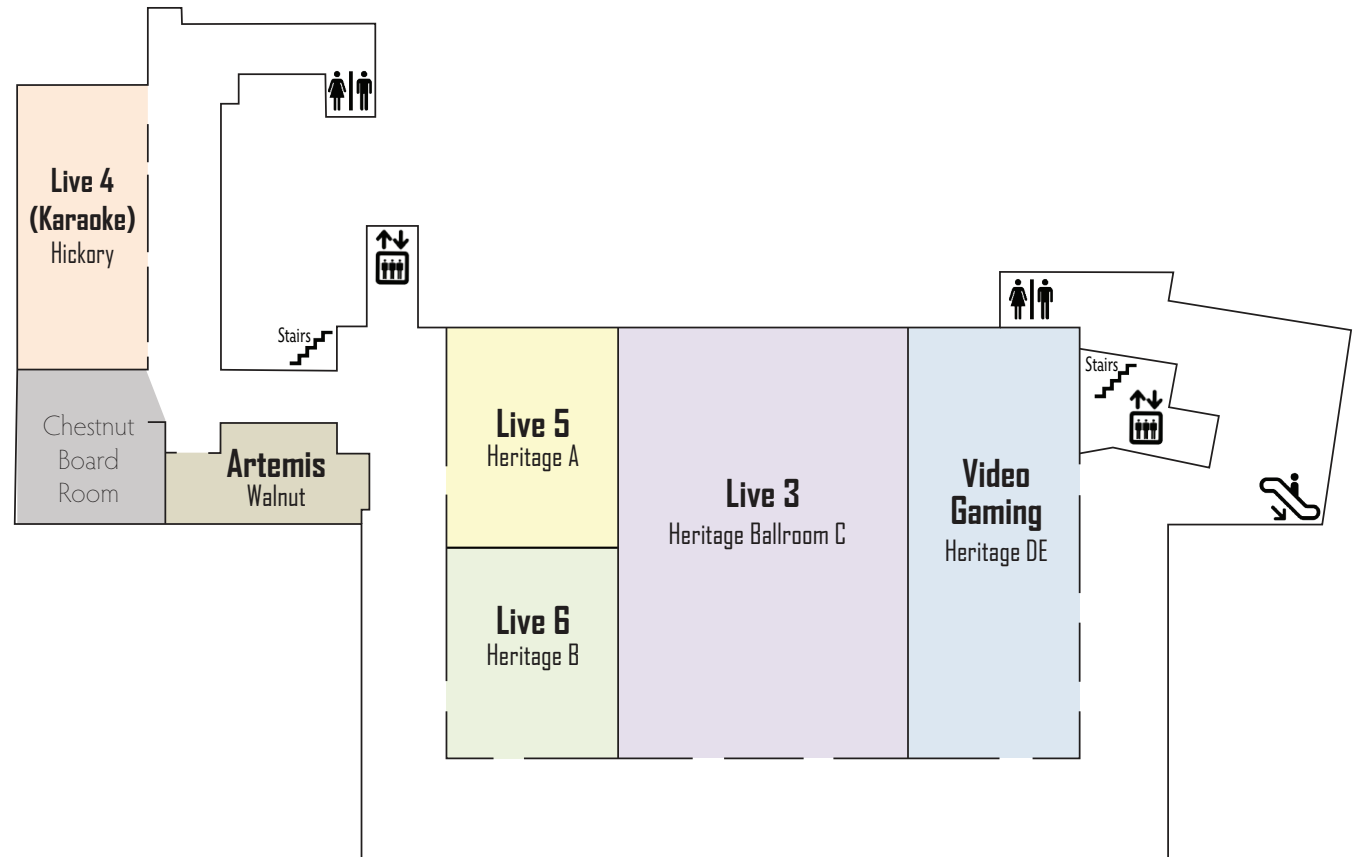 Live 4
(Karaoke)
Hickory
Stairs
Chestnut
Board
Room
Artemis
Walnut
Live 5
Heritage A
Live 6
Heritage B
Live 3
Heritage Ballroom C
Video
Gaming
Heritage DE
Stairs